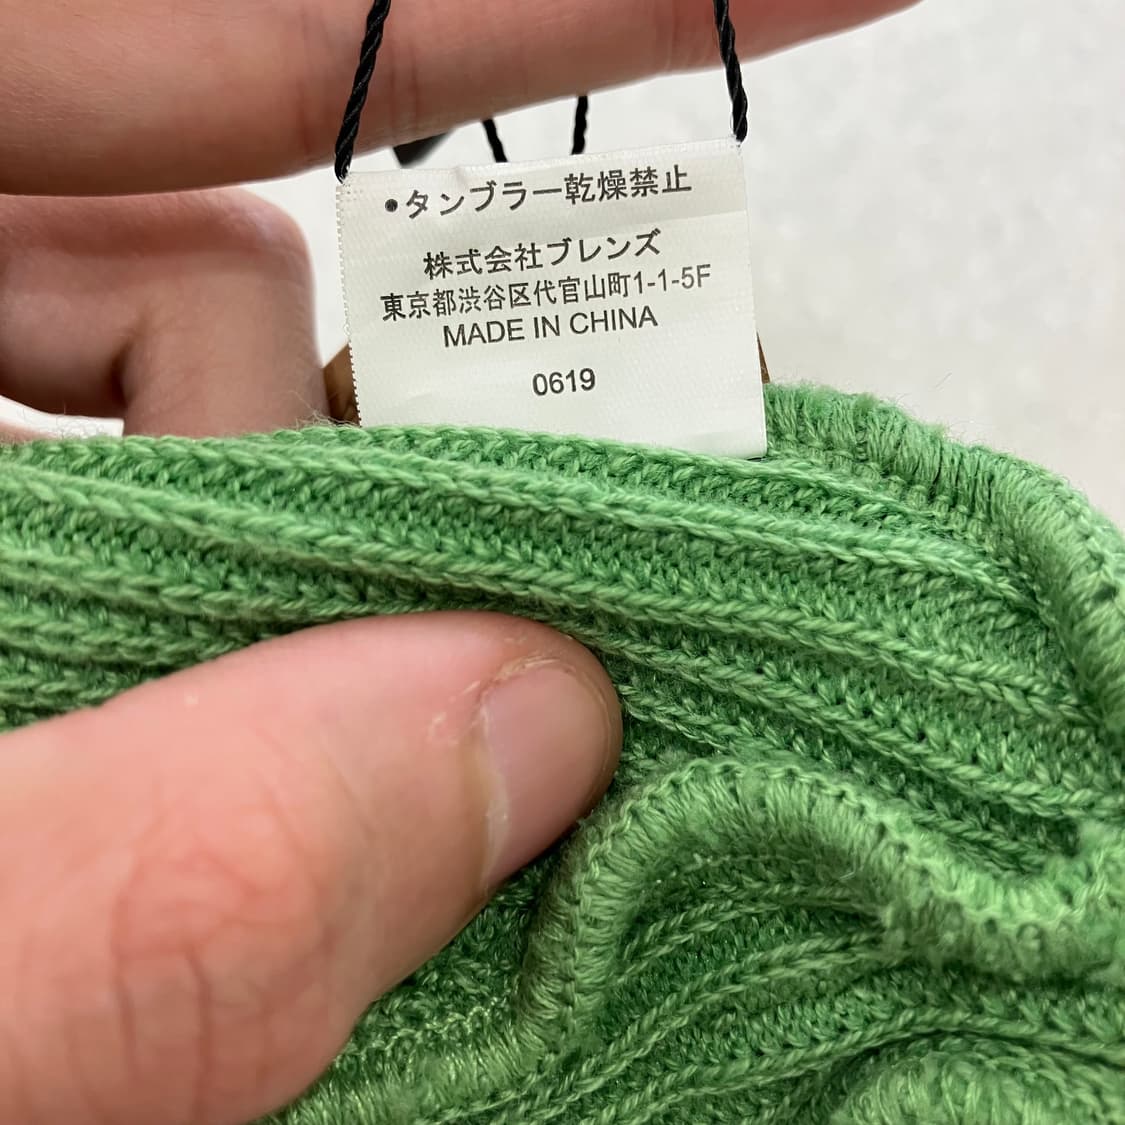 •タンブラー乾燥禁止
株式会社ブレンズ
東京都渋谷区代官山町1-1-5F
MADE IN CHINA
0619